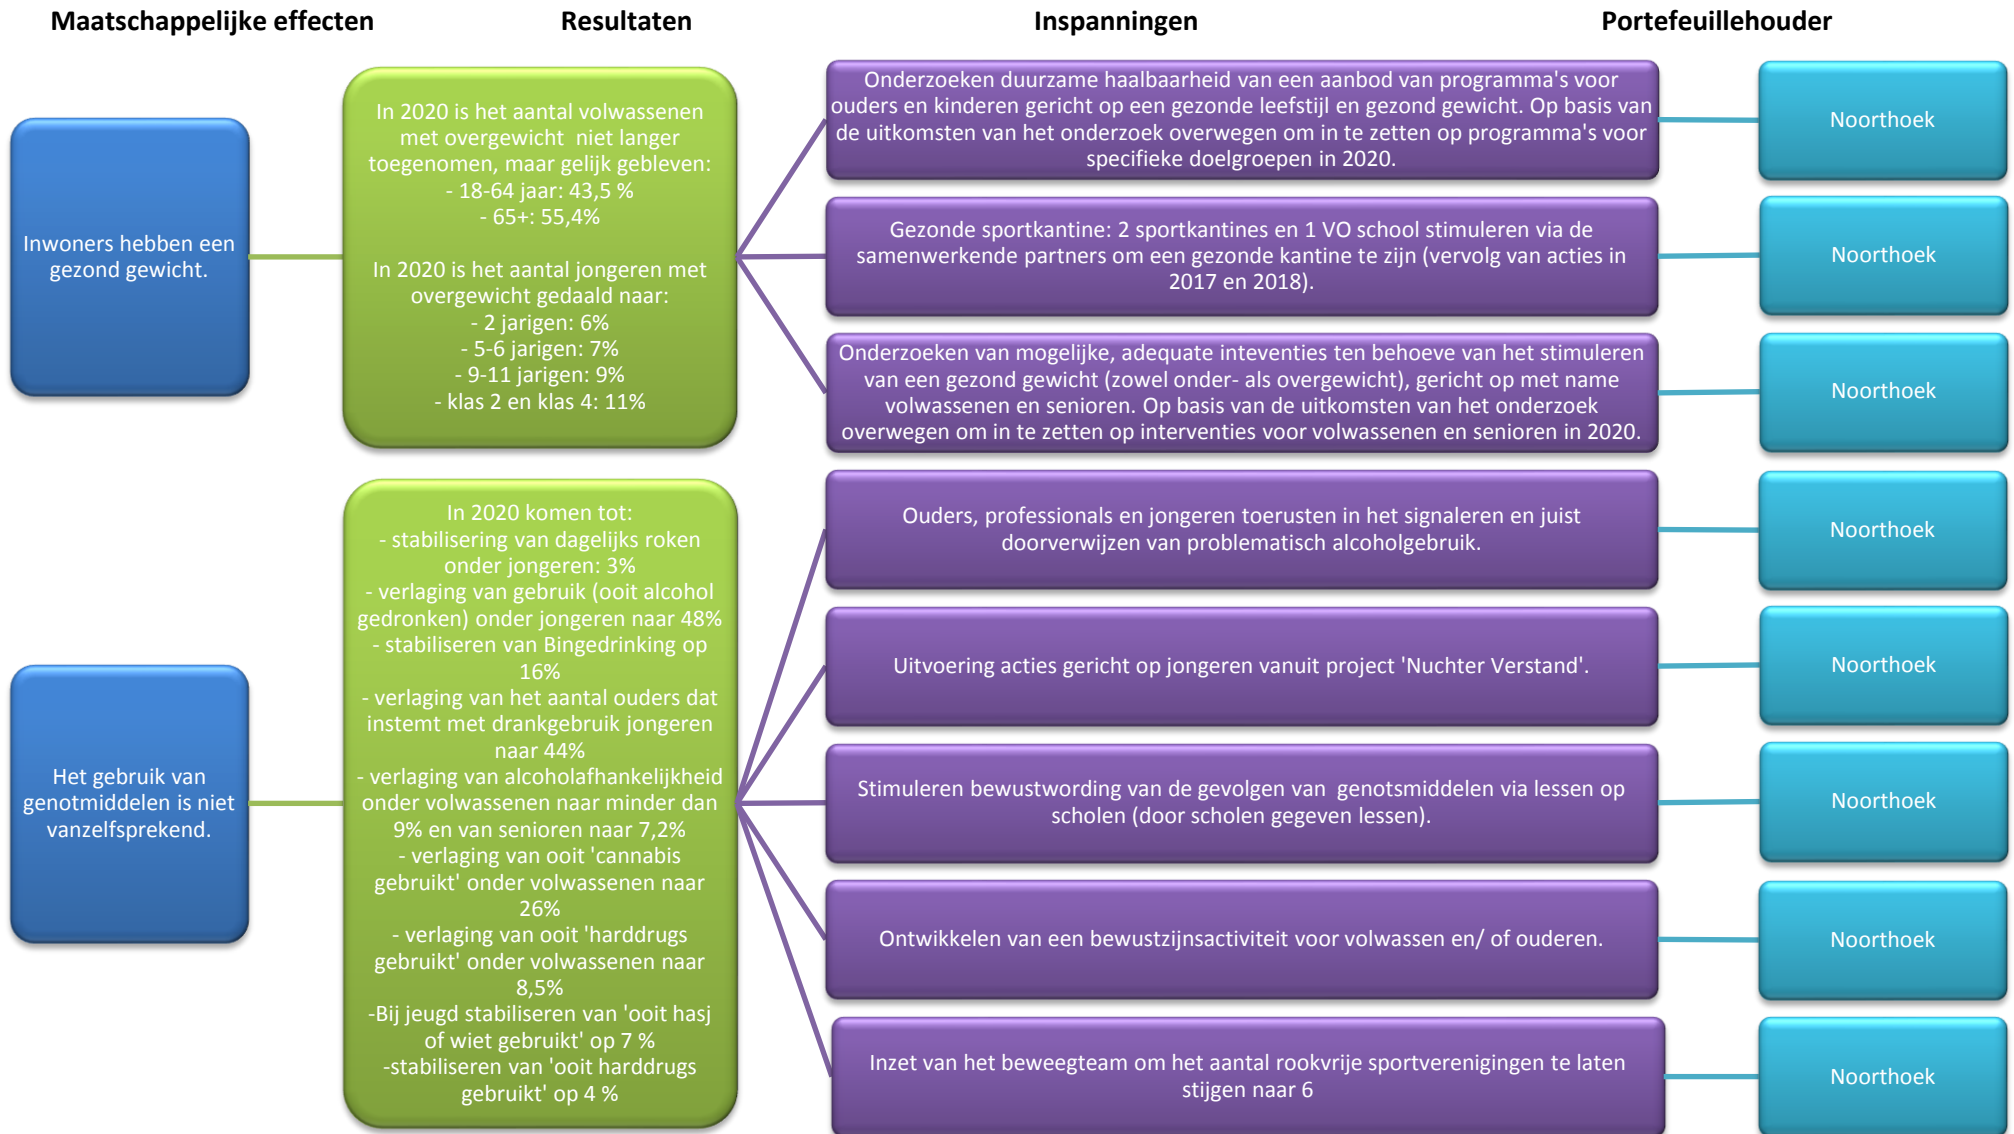 Maatschappelijke effecten
Resultaten
Inspanningen
Portefeuillehouder
Inwoners hebben een
gezond gewicht.
In 2020 is het aantal volwassenen
met overgewicht  niet langer
toegenomen, maar gelijk gebleven:
- 18-64 jaar: 43,5 %
- 65+: 55,4%
In 2020 is het aantal jongeren met
overgewicht gedaald naar:
- 2 jarigen: 6%
- 5-6 jarigen: 7%
- 9-11 jarigen: 9%
- klas 2 en klas 4: 11%
Onderzoeken duurzame haalbaarheid van een aanbod van programma's voor
ouders en kinderen gericht op een gezonde leefstijl en gezond gewicht. Op basis van
de uitkomsten van het onderzoek overwegen om in te zetten op programma's voor
specifieke doelgroepen in 2020.
Noorthoek
Gezonde sportkantine: 2 sportkantines en 1 VO school stimuleren via de
samenwerkende partners om een gezonde kantine te zijn (vervolg van acties in
2017 en 2018).
Noorthoek
Onderzoeken van mogelijke, adequate inteventies ten behoeve van het stimuleren
van een gezond gewicht (zowel onder- als overgewicht), gericht op met name
volwassenen en senioren. Op basis van de uitkomsten van het onderzoek
overwegen om in te zetten op interventies voor volwassenen en senioren in 2020.
Noorthoek
Het gebruik van
genotmiddelen is niet
vanzelfsprekend.
In 2020 komen tot:
- stabilisering van dagelijks roken
onder jongeren: 3%
- verlaging van gebruik (ooit alcohol
gedronken) onder jongeren naar 48%
- stabiliseren van Bingedrinking op
16%
- verlaging van het aantal ouders dat
instemt met drankgebruik jongeren
naar 44%
- verlaging van alcoholafhankelijkheid
onder volwassenen naar minder dan
9% en van senioren naar 7,2%
- verlaging van ooit 'cannabis
gebruikt' onder volwassenen naar
26%
- verlaging van ooit 'harddrugs
gebruikt' onder volwassenen naar
8,5%
-Bij jeugd stabiliseren van 'ooit hasj
of wiet gebruikt' op 7 %
-stabiliseren van 'ooit harddrugs
gebruikt' op 4 %
Ouders, professionals en jongeren toerusten in het signaleren en juist
doorverwijzen van problematisch alcoholgebruik.
Noorthoek
Uitvoering acties gericht op jongeren vanuit project 'Nuchter Verstand'.
Noorthoek
Stimuleren bewustwording van de gevolgen van  genotsmiddelen via lessen op
scholen (door scholen gegeven lessen).
Noorthoek
Ontwikkelen van een bewustzijnsactiviteit voor volwassen en/ of ouderen.
Noorthoek
Inzet van het beweegteam om het aantal rookvrije sportverenigingen te laten
stijgen naar 6
Noorthoek